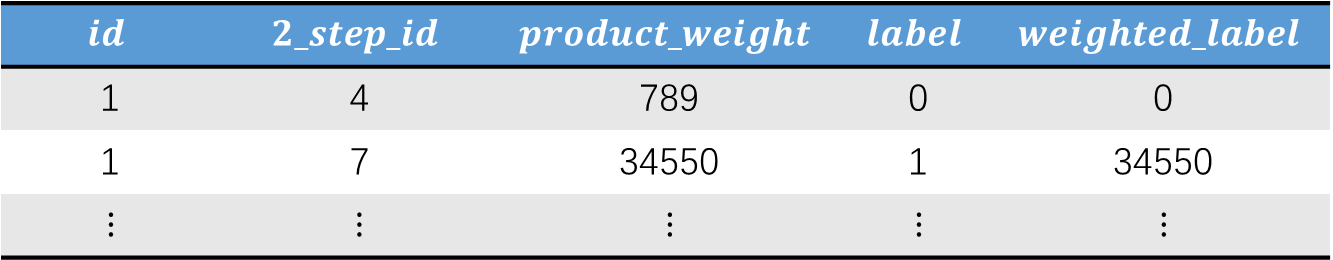 id 2_step_id product_weight label weighted_label
1 4 789 0 0
1 7 34550 1 34550
⋮ ⋮ ⋮ ⋮ ⋮